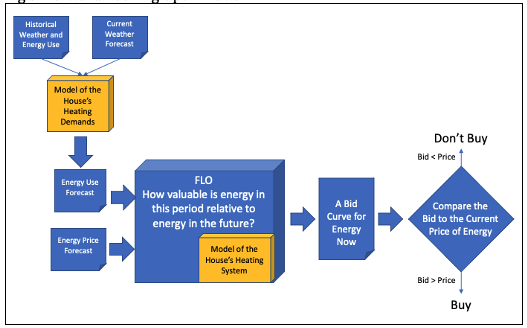 Historical
Weather and
Energy Use
Current
Weather
Forecast
Model of the
House's
Heating
Demands
Energy Use
Forecast
Energy Price
Forecast
FLO
How valuable is energy in
this period relative to
energy in the future?
Model of the
House's Heating
System
A Bid
Curve for
Energy
Now
Don't Buy
Bid < Price
Compare the
Bid to the Current
Price of Energy
Bid > Price
Buy